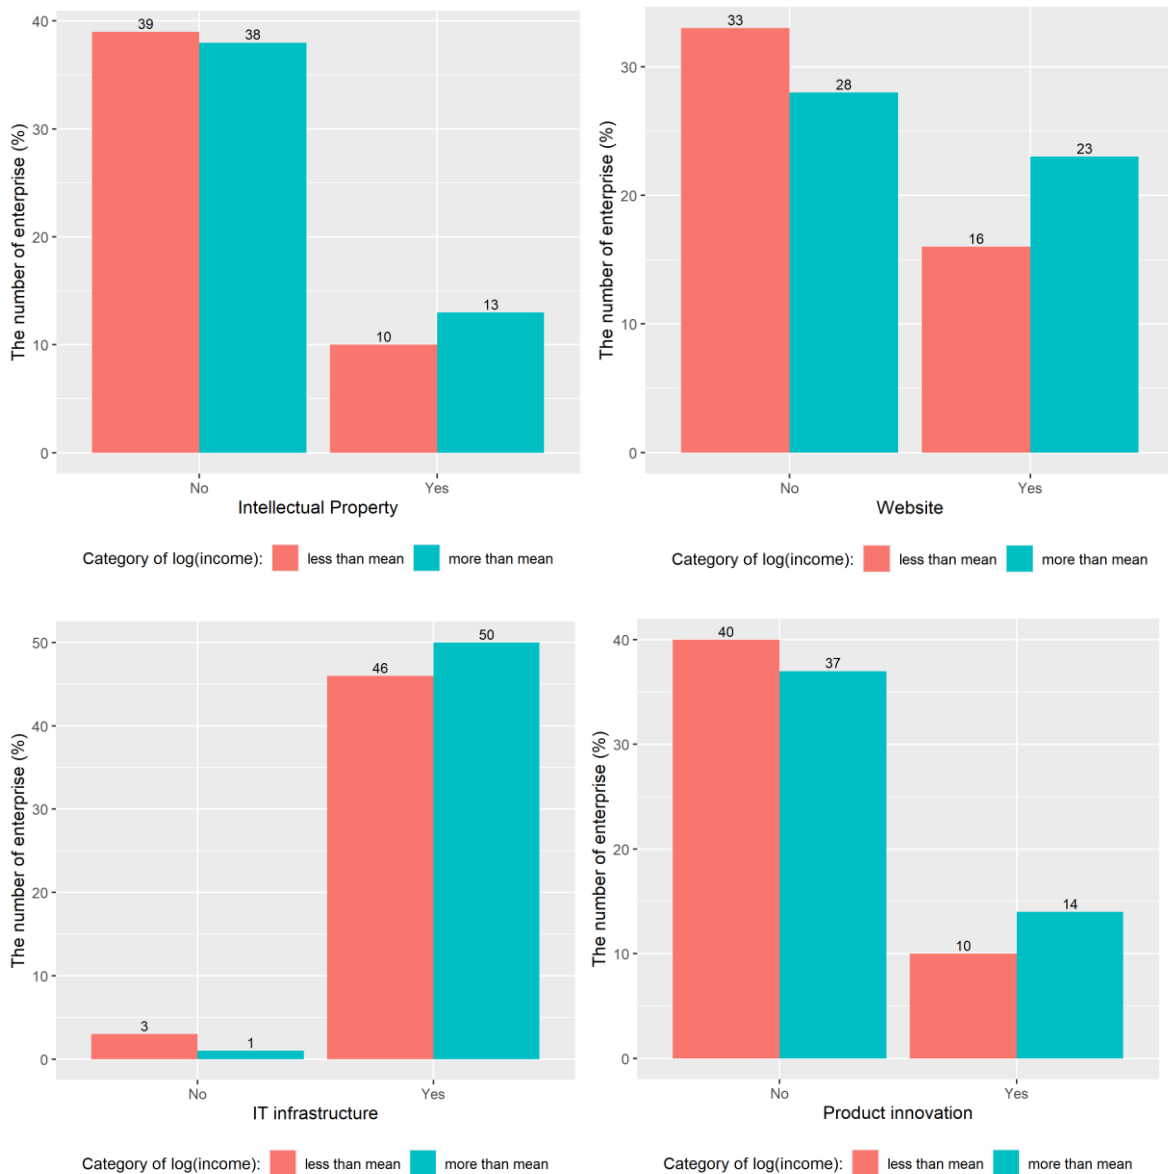 The number of enterprise (%)
40
30
20
10
0
39
38
10
13
No
Yes
Intellectual Property
Category of log(income): less than mean more than mean
The number of enterprise (%)
30
20
10
0
33
28
16
23
No
Yes
Website
Category of log(income): less than mean more than mean
The number of enterprise (%)
50
40
30
20
10
0
3
1
46
50
No
Yes
IT infrastructure
Category of log(income): less than mean more than mean
The number of enterprise (%)
40
30
20
10
0
40
37
10
14
No
Yes
Product innovation
Category of log(income): less than mean more than mean